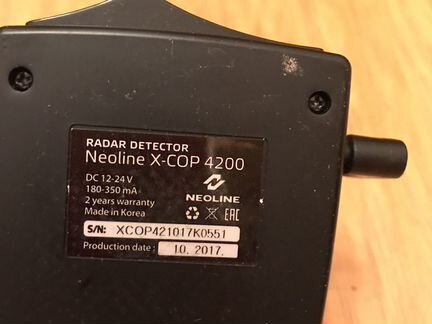 RADAR DETECTOR
Neoline X-COP 4200
DC 12-24 V
180-350 mA
2 years warranty
Made in Korea
NEOLINE
EAC
S/N: XCOP421017K0551
Production date : 10. 2017.